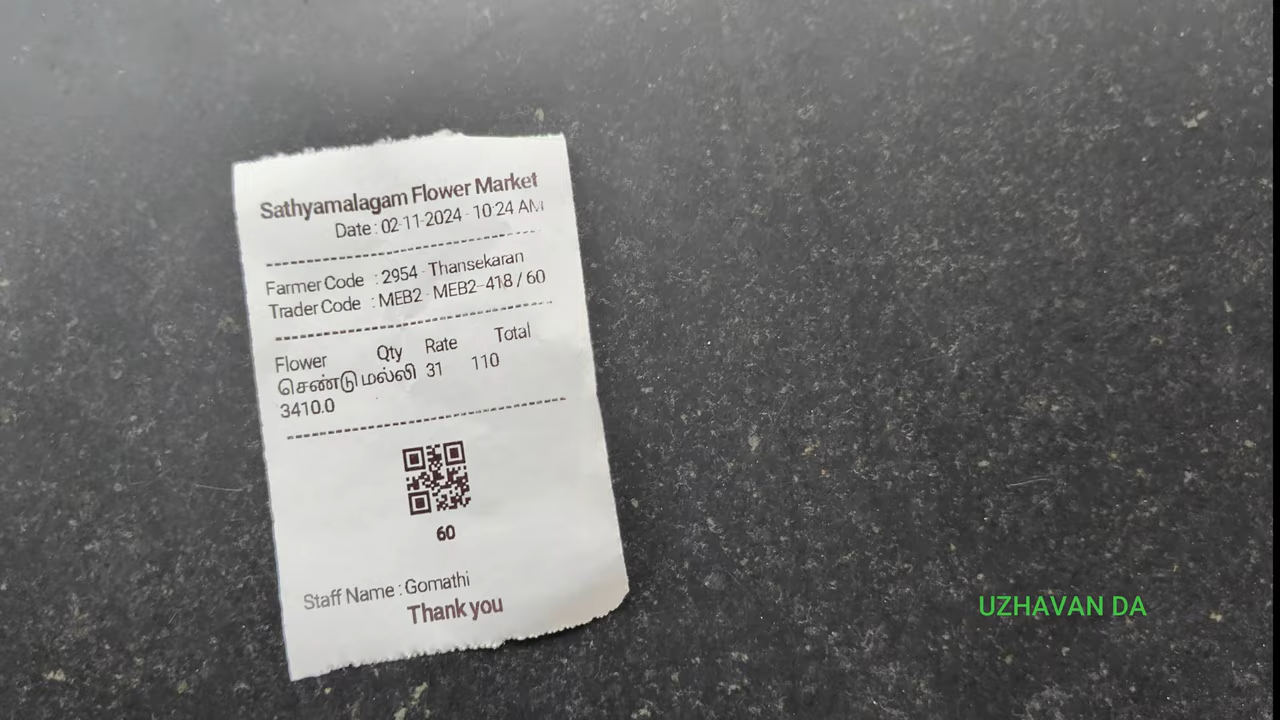 Sathyamalagam Flower Market
Date : 02-11-2024 - 10:24 AM
Farmer Code : 2954 - Thansekaran
Trader Code : MEB2 - MEB2-418 / 60
Flower Qty Rate Total
செண்டுமல்லி 31 110
3410.0
60
Staff Name : Gomathi
Thank you
UZHAVAN DA